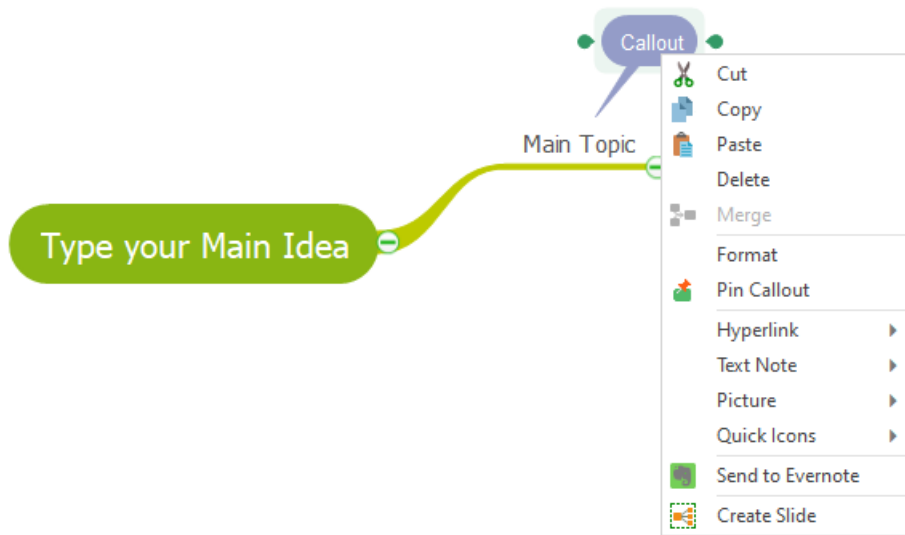 Callout
Main Topic
Type your Main Idea
Cut
Copy
Paste
Delete
Merge
Format
Pin Callout
Hyperlink
Text Note
Picture
Quick Icons
Send to Evernote
Create Slide